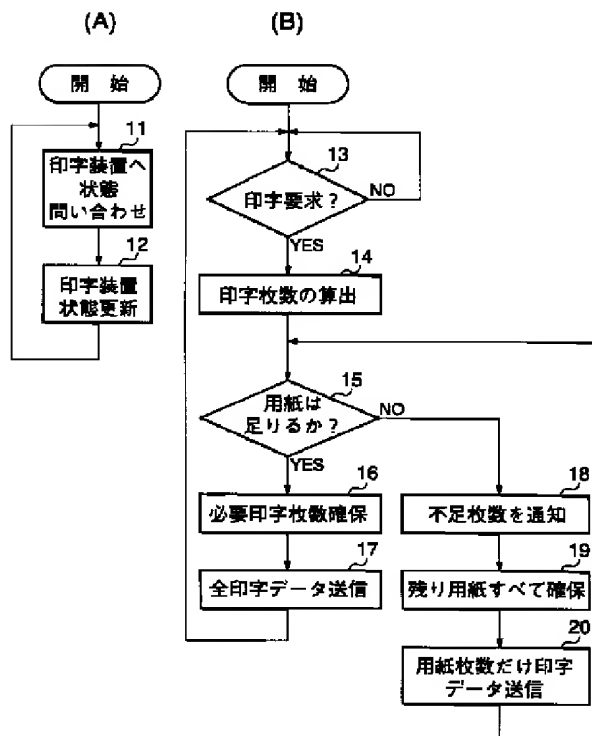 (A)
開始
11
印字装置へ
状態
問い合わせ
12
印字装置
状態更新
(B)
開始
13
印字要求？
NO
YES
14
印字枚数の算出
15
用紙は
足りるか？
NO
YES
16
必要印字枚数確保
17
全印字データ送信
18
不足枚数を通知
19
残り用紙すべて確保
20
用紙枚数だけ印字
データ送信